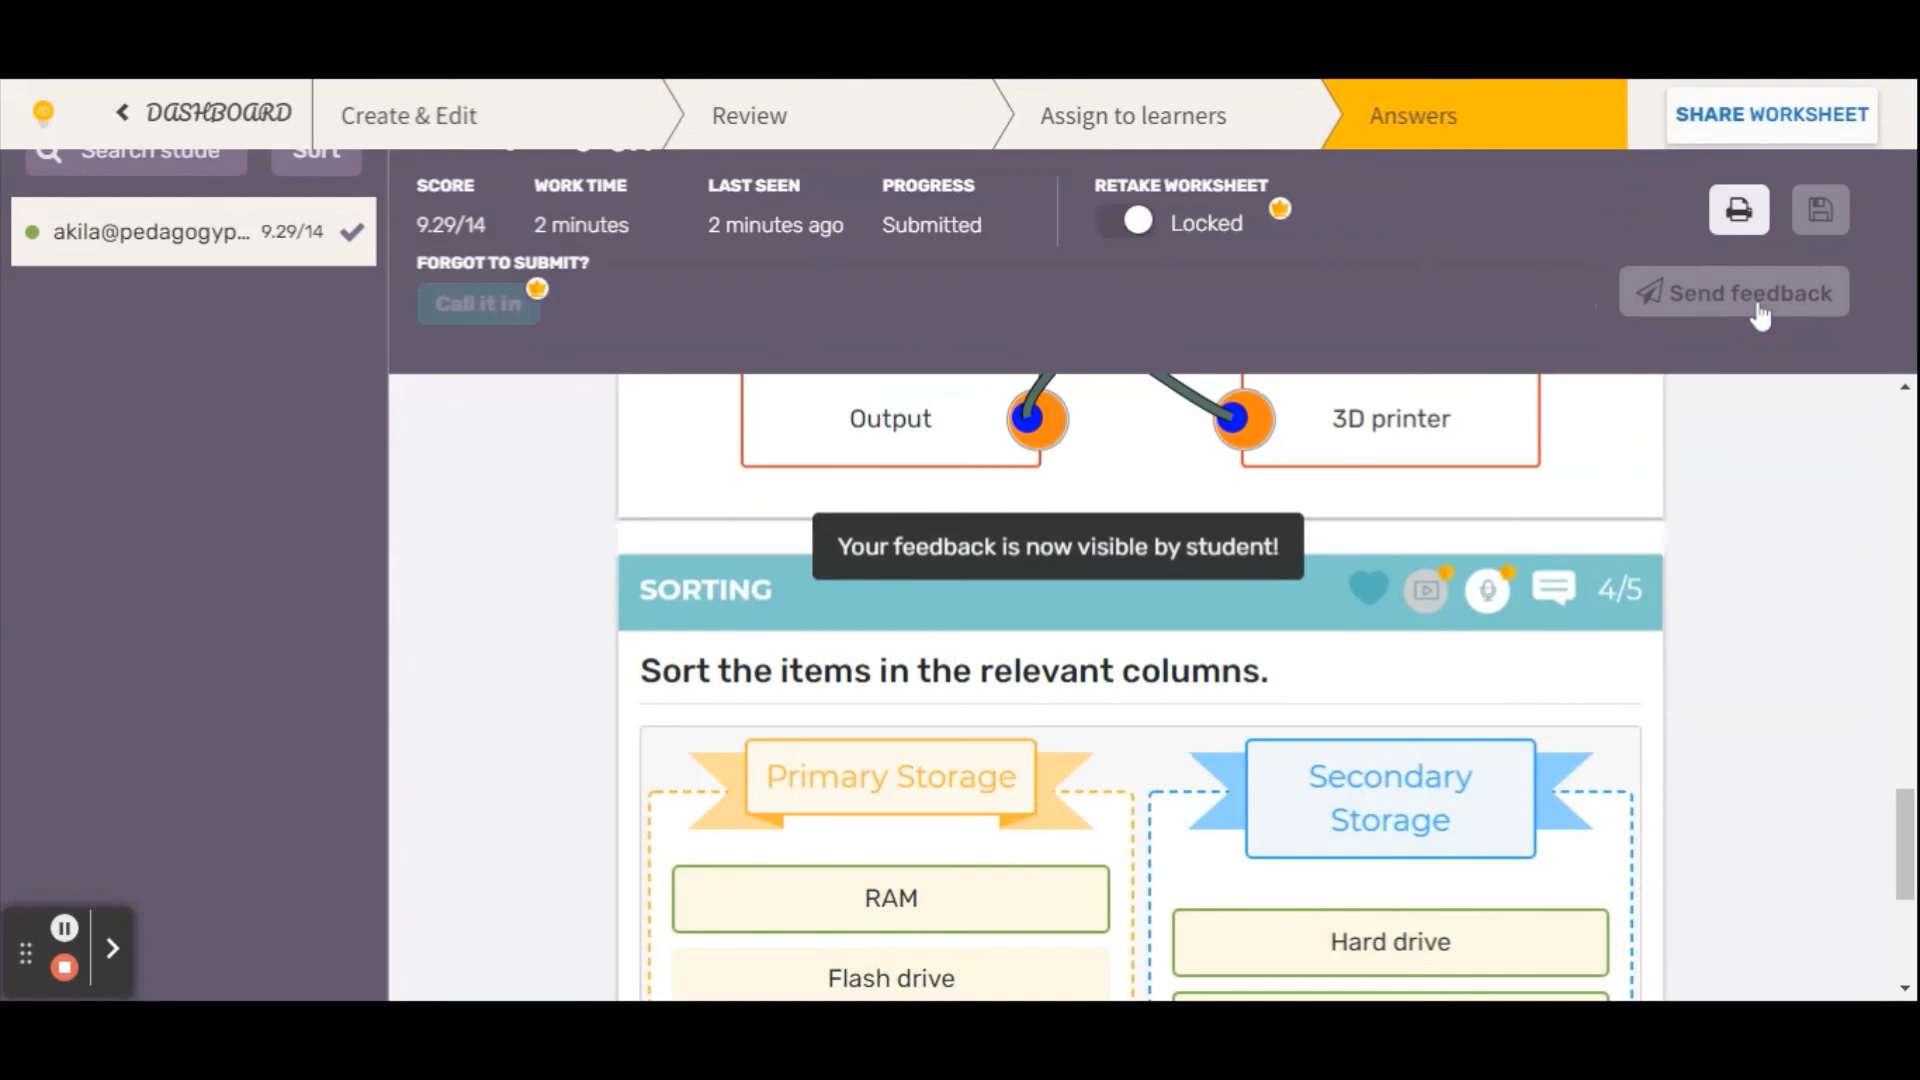 DASHBOARD
Create & Edit
Review
Assign to learners
Answers
SHARE WORKSHEET
Search stude
Sort
akila@pedagogyp...
9.29/14
SCORE
9.29/14
WORK TIME
2 minutes
LAST SEEN
2 minutes ago
PROGRESS
Submitted
RETAKE WORKSHEET
Locked
FORGOT TO SUBMIT?
Call it in
Send feedback
Output
3D printer
Your feedback is now visible by student!
SORTING
4/5
Sort the items in the relevant columns.
Primary Storage
RAM
Flash drive
Secondary
Storage
Hard drive